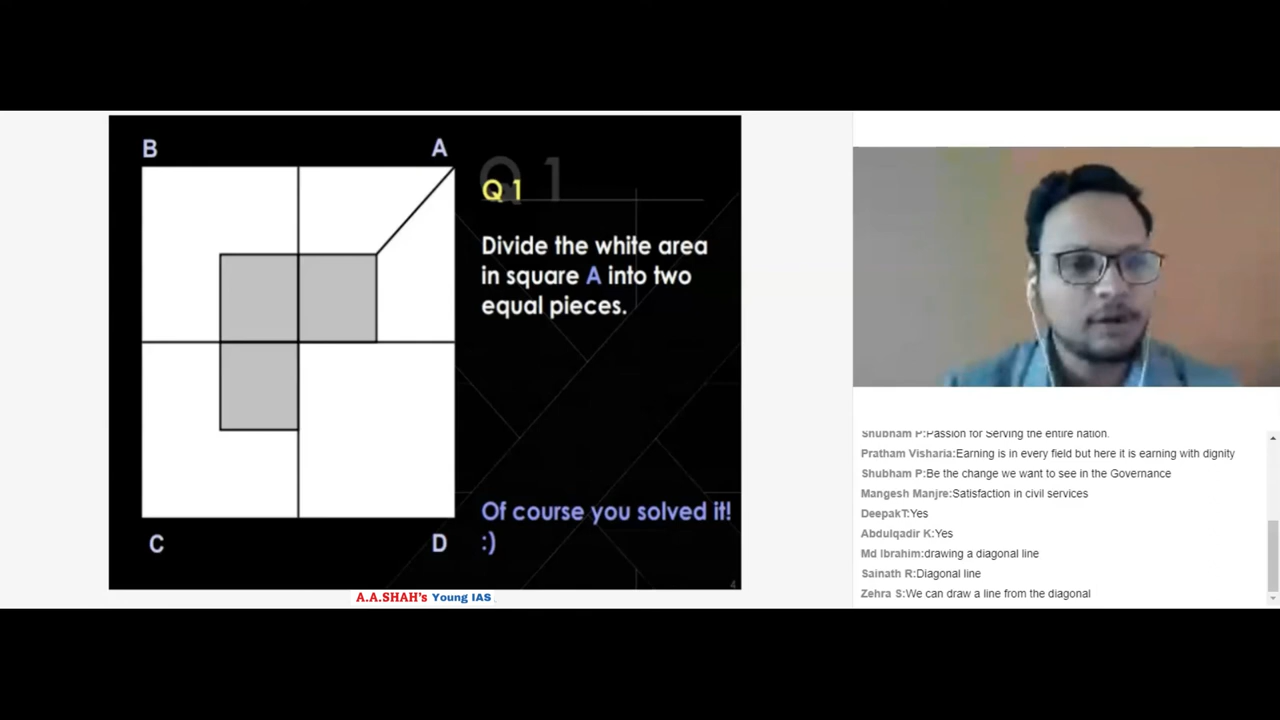 B
A
Q 1
Q 1
Divide the white area
in square A into two
equal pieces.
Of course you solved it!
:)
C
D
4
A.A.SHAH's Young IAS
Shubham P:Passion for Serving the entire nation.
Pratham Visharia:Earning is in every field but here it is earning with dignity
Shubham P:Be the change we want to see in the Governance
Mangesh Manjre:Satisfaction in civil services
DeepakT:Yes
Abdulqadir K:Yes
Md Ibrahim:drawing a diagonal line
Sainath R:Diagonal line
Zehra S:We can draw a line from the diagonal